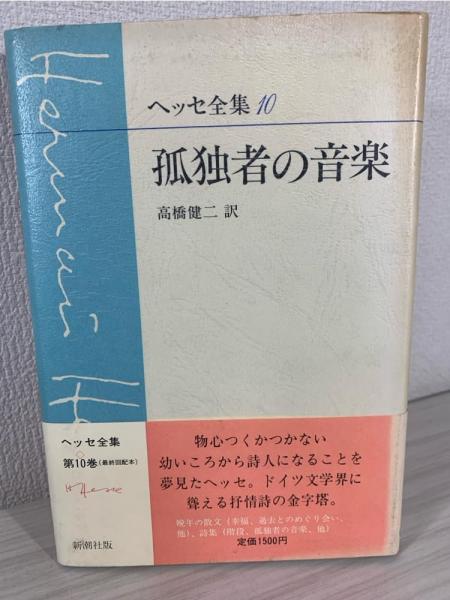 Hermann H
ヘッセ全集10
孤独者の音楽
高橋健二 訳
ヘッセ全集
第10巻(最終回配本)
H Hesse
新潮社版
物心つくかつかない
幼いころから詩人になることを
夢見たヘッセ。ドイツ文学界に
聳える抒情詩の金字塔。
晩年の散文(幸福、過去とのめぐり会い、
他)、詩集(階段、孤独者の音楽、他)
定価1500円